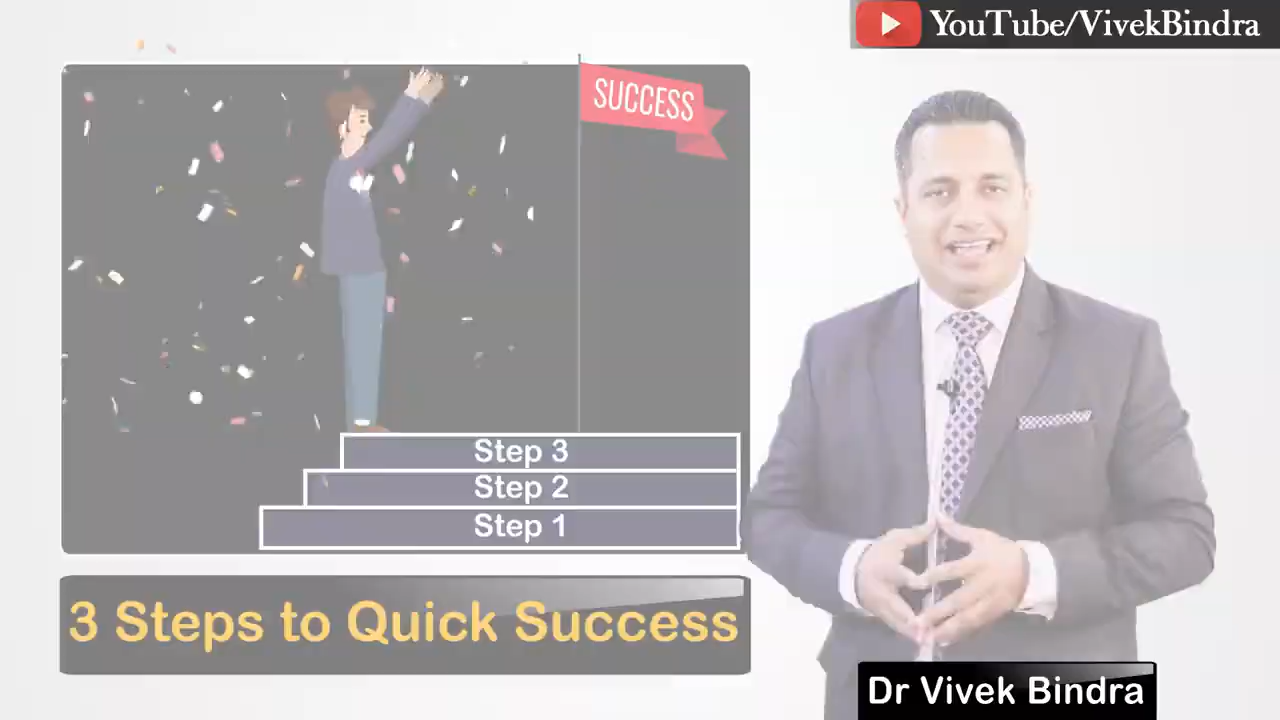 YouTube/VivekBindra
SUCCESS
Step 3
Step 2
Step 1
3 Steps to Quick Success
Dr Vivek Bindra